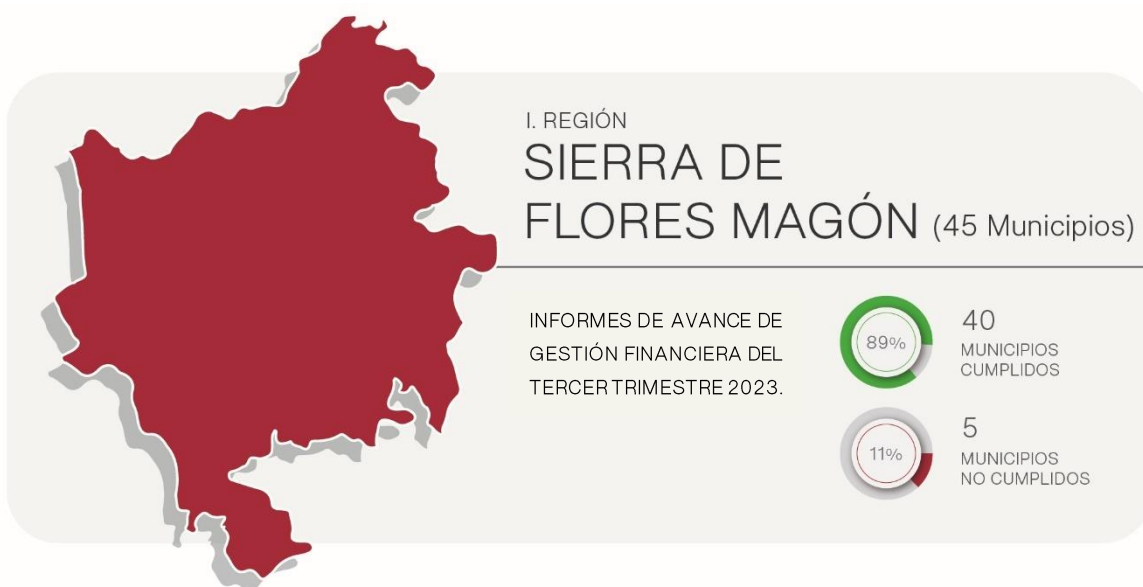 I. REGIÓN
SIERRA DE
FLORES MAGÓN (45 Municipios)
INFORMES DE AVANCE DE
GESTIÓN FINANCIERA DEL
TERCER TRIMESTRE 2023.
89%
40
MUNICIPIOS
CUMPLIDOS
11%
5
MUNICIPIOS
NO CUMPLIDOS